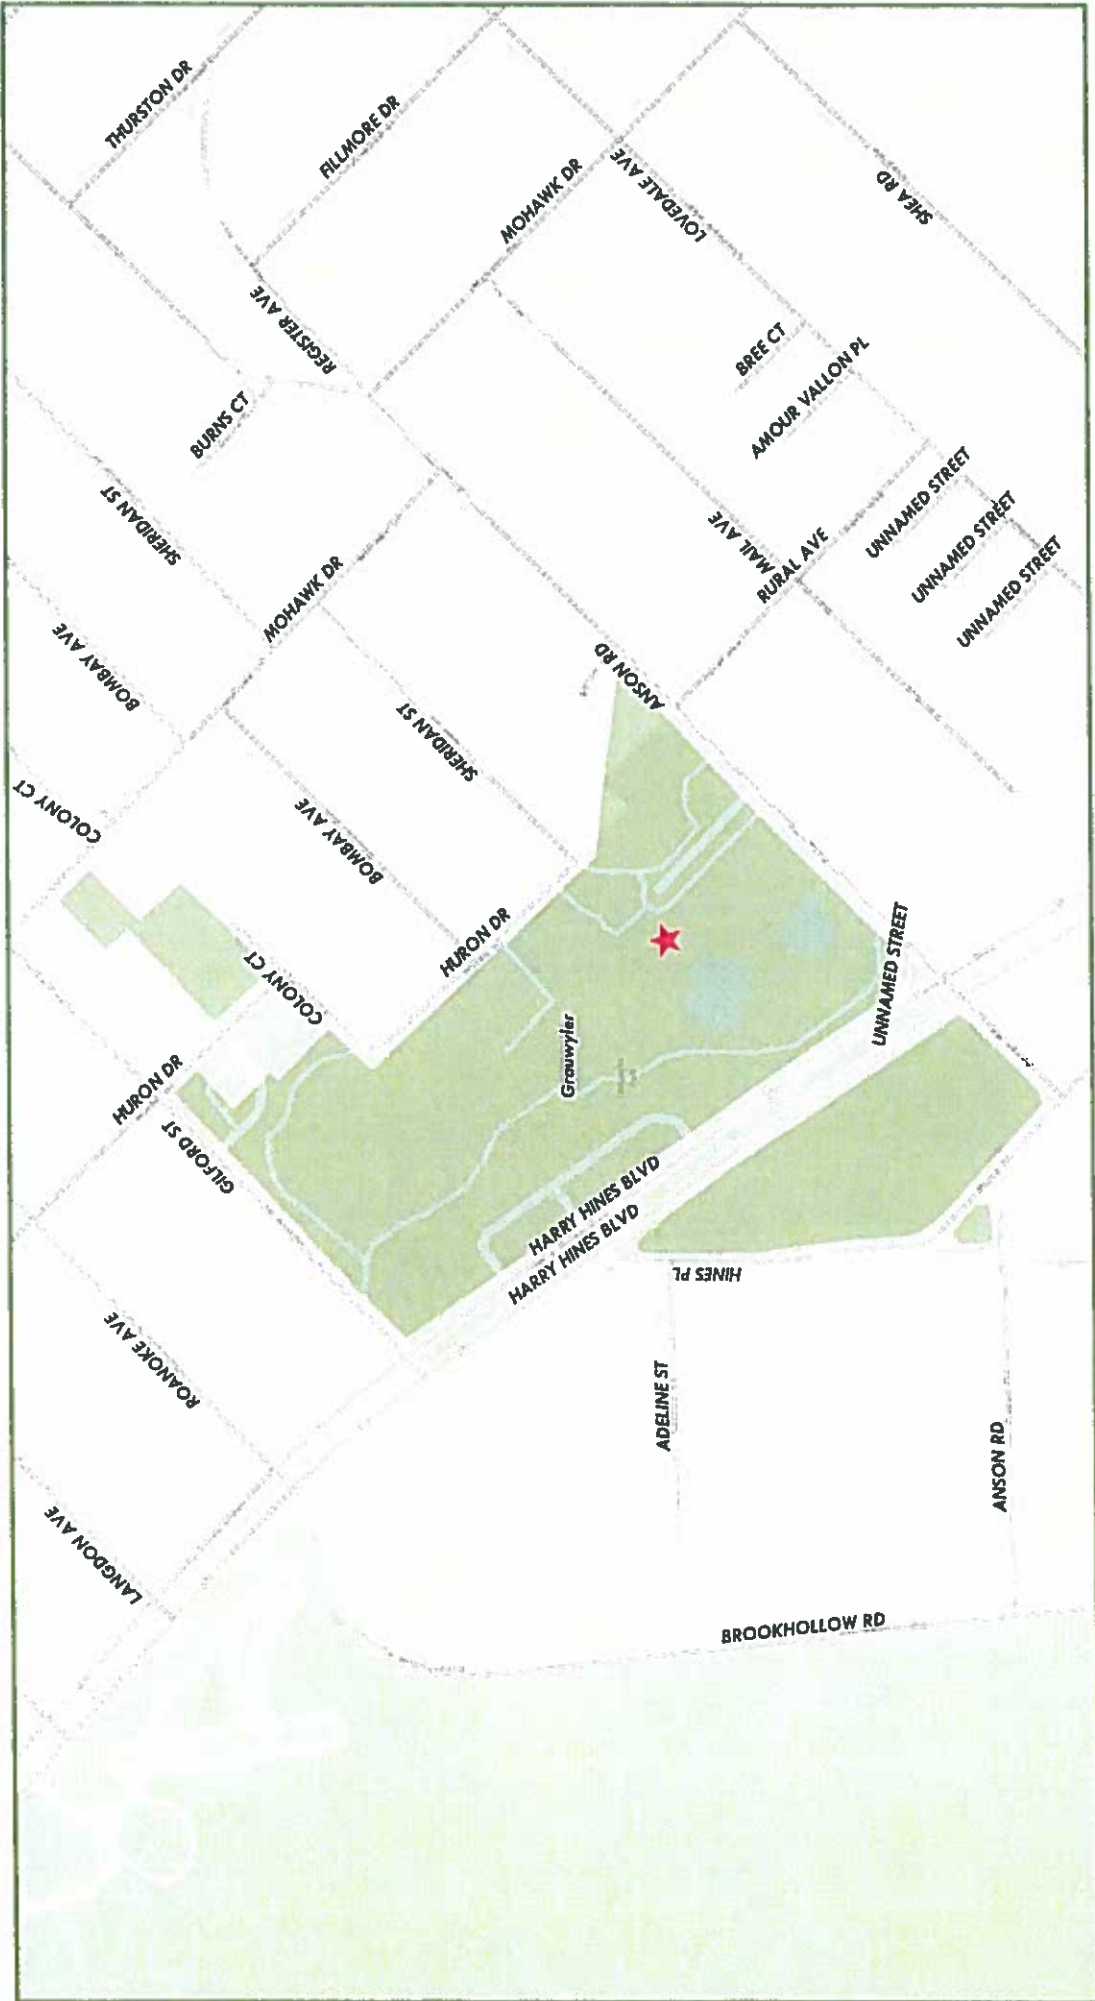 THURSTON DR
FILLMORE DR
MOHAWK DR
LOVEDALE AVE
SHEA RD
REGISTER AVE
BREE CT
AMOUR VALLON PL
BURNS CT
SHERIDAN ST
MAIL AVE
RURAL AVE
UNNAMED STREET
UNNAMED STREET
UNNAMED STREET
MOHAWK DR
BOMBAY AVE
ANSON RD
SHERIDAN ST
COLONY CT
BOMBAY AVE
HURON DR
COLONY CT
UNNAMED STREET
Grauwyler
HURON DR
GILFORD ST
HARRY HINES BLVD
HARRY HINES BLVD
HINES PL
ROANOKE AVE
ADELINE ST
ANSON RD
LANGDON AVE
BROOKHOLLOW RD